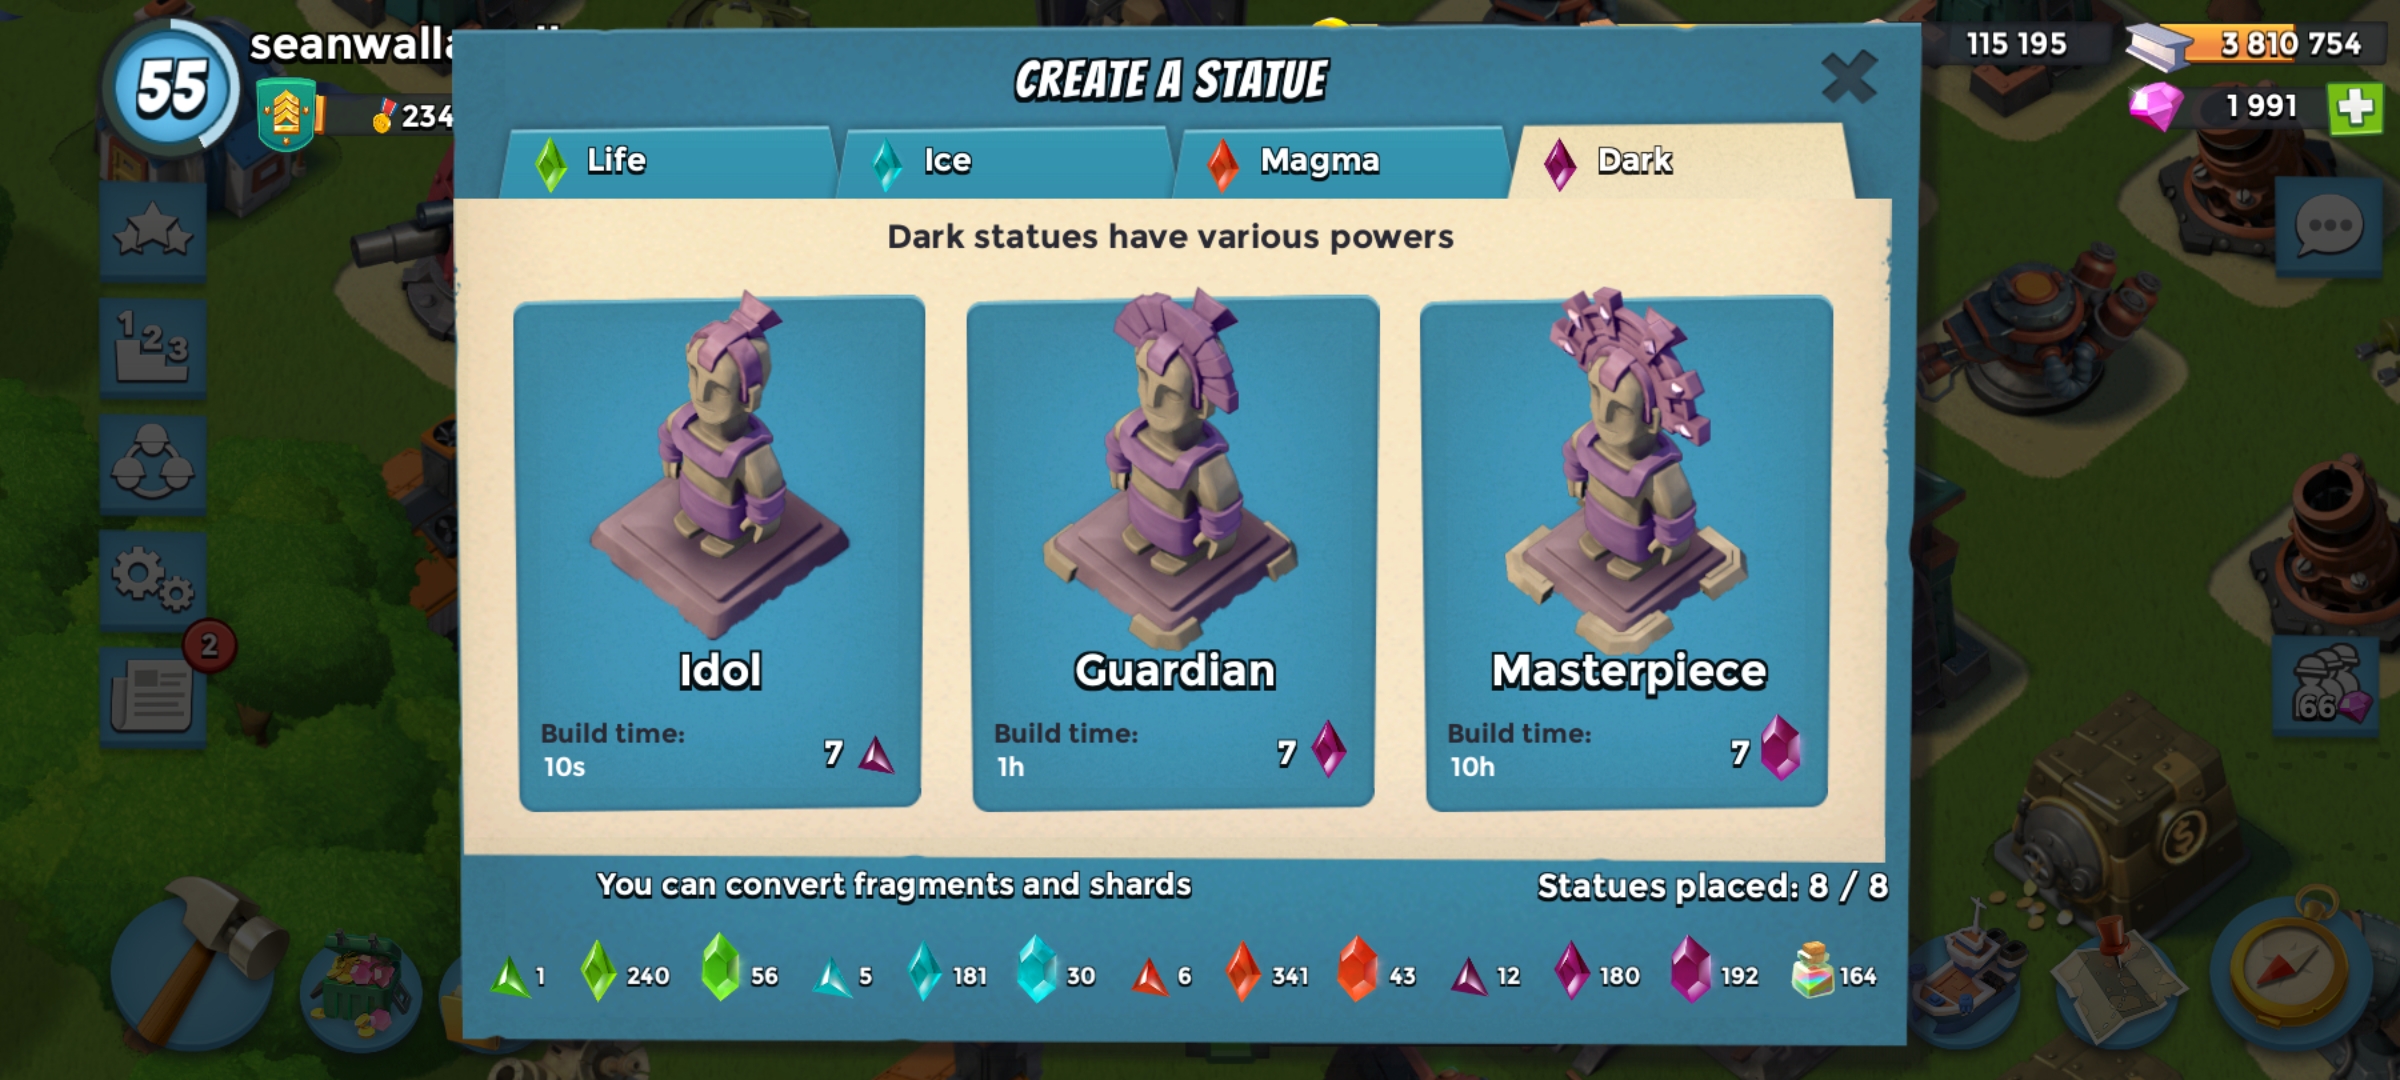 55
234
CREATE A STATUE
115 195
3 810 754
1 991
Life
Ice
Magma
Dark
Dark statues have various powers
1 2 3
2
Idol
Build time:
10s
7
Guardian
Build time:
1h
7
Masterpiece
Build time:
10h
7
66
You can convert fragments and shards
Statues placed: 8 / 8
1
240
56
5
181
30
6
341
43
12
180
192
164